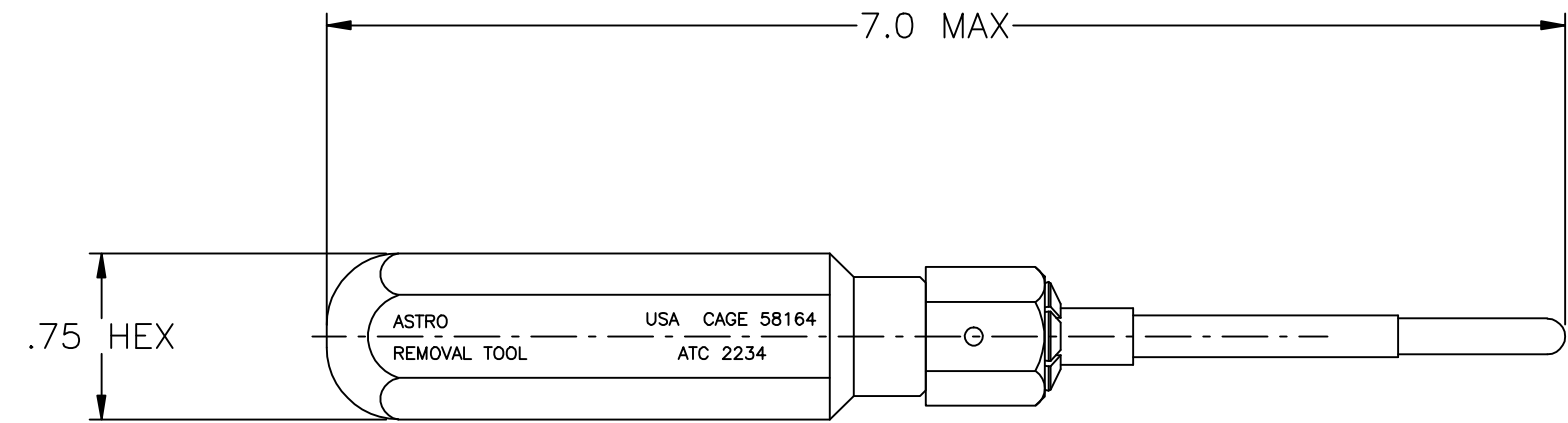 7.0 MAX
.75 HEX
ASTRO USA CAGE 58164
REMOVAL TOOL ATC 2234